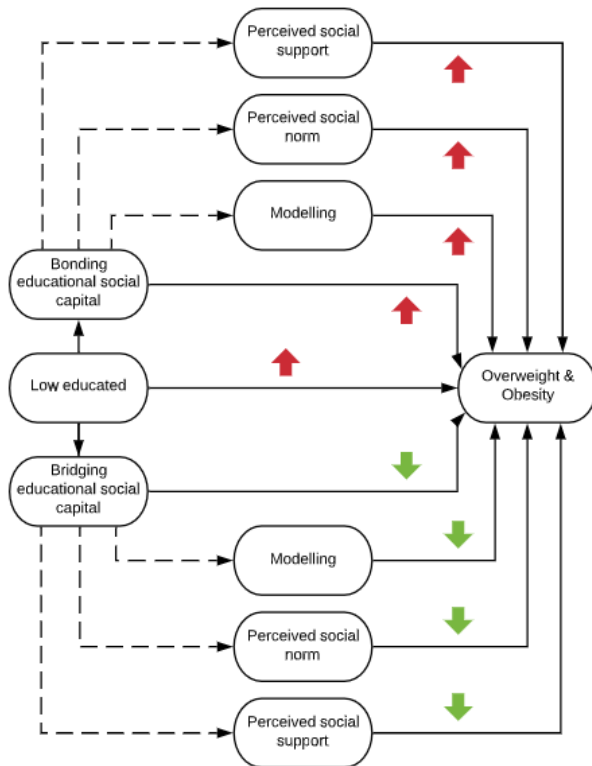 Perceived social
support
Perceived social
norm
Modelling
Bonding
educational social
capital
Low educated
Overweight &
Obesity
Bridging
educational social
capital
Modelling
Perceived social
norm
Perceived social
support